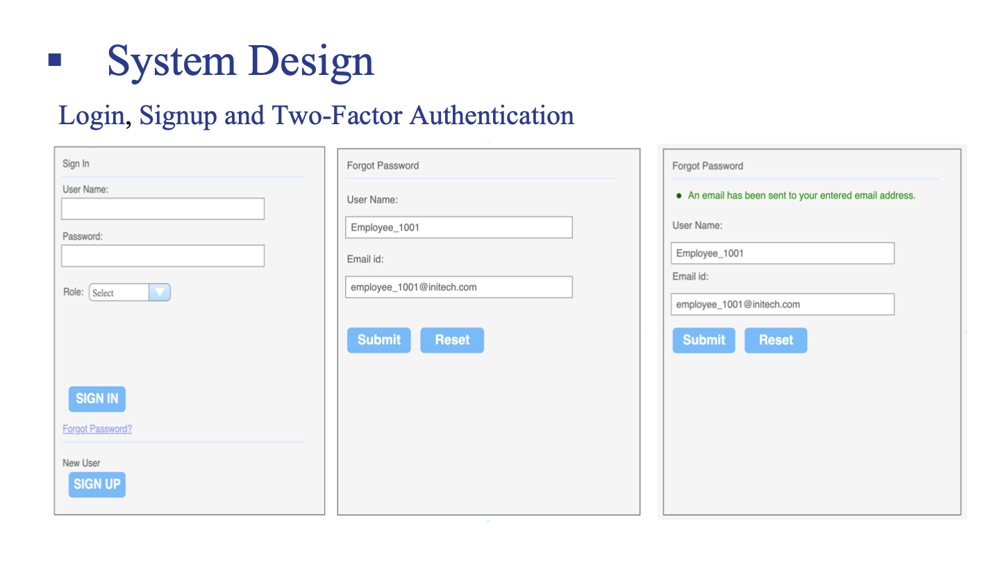 System Design
Login, Signup and Two-Factor Authentication
Sign In
User Name:
Password:
Role: Select
SIGN IN
Forgot Password?
New User
SIGN UP
Forgot Password
User Name:
Employee_1001
Email id:
employee_1001@initech.com
Submit Reset
Forgot Password
An email has been sent to your entered email address.
User Name:
Employee_1001
Email id:
employee_1001@initech.com
Submit Reset